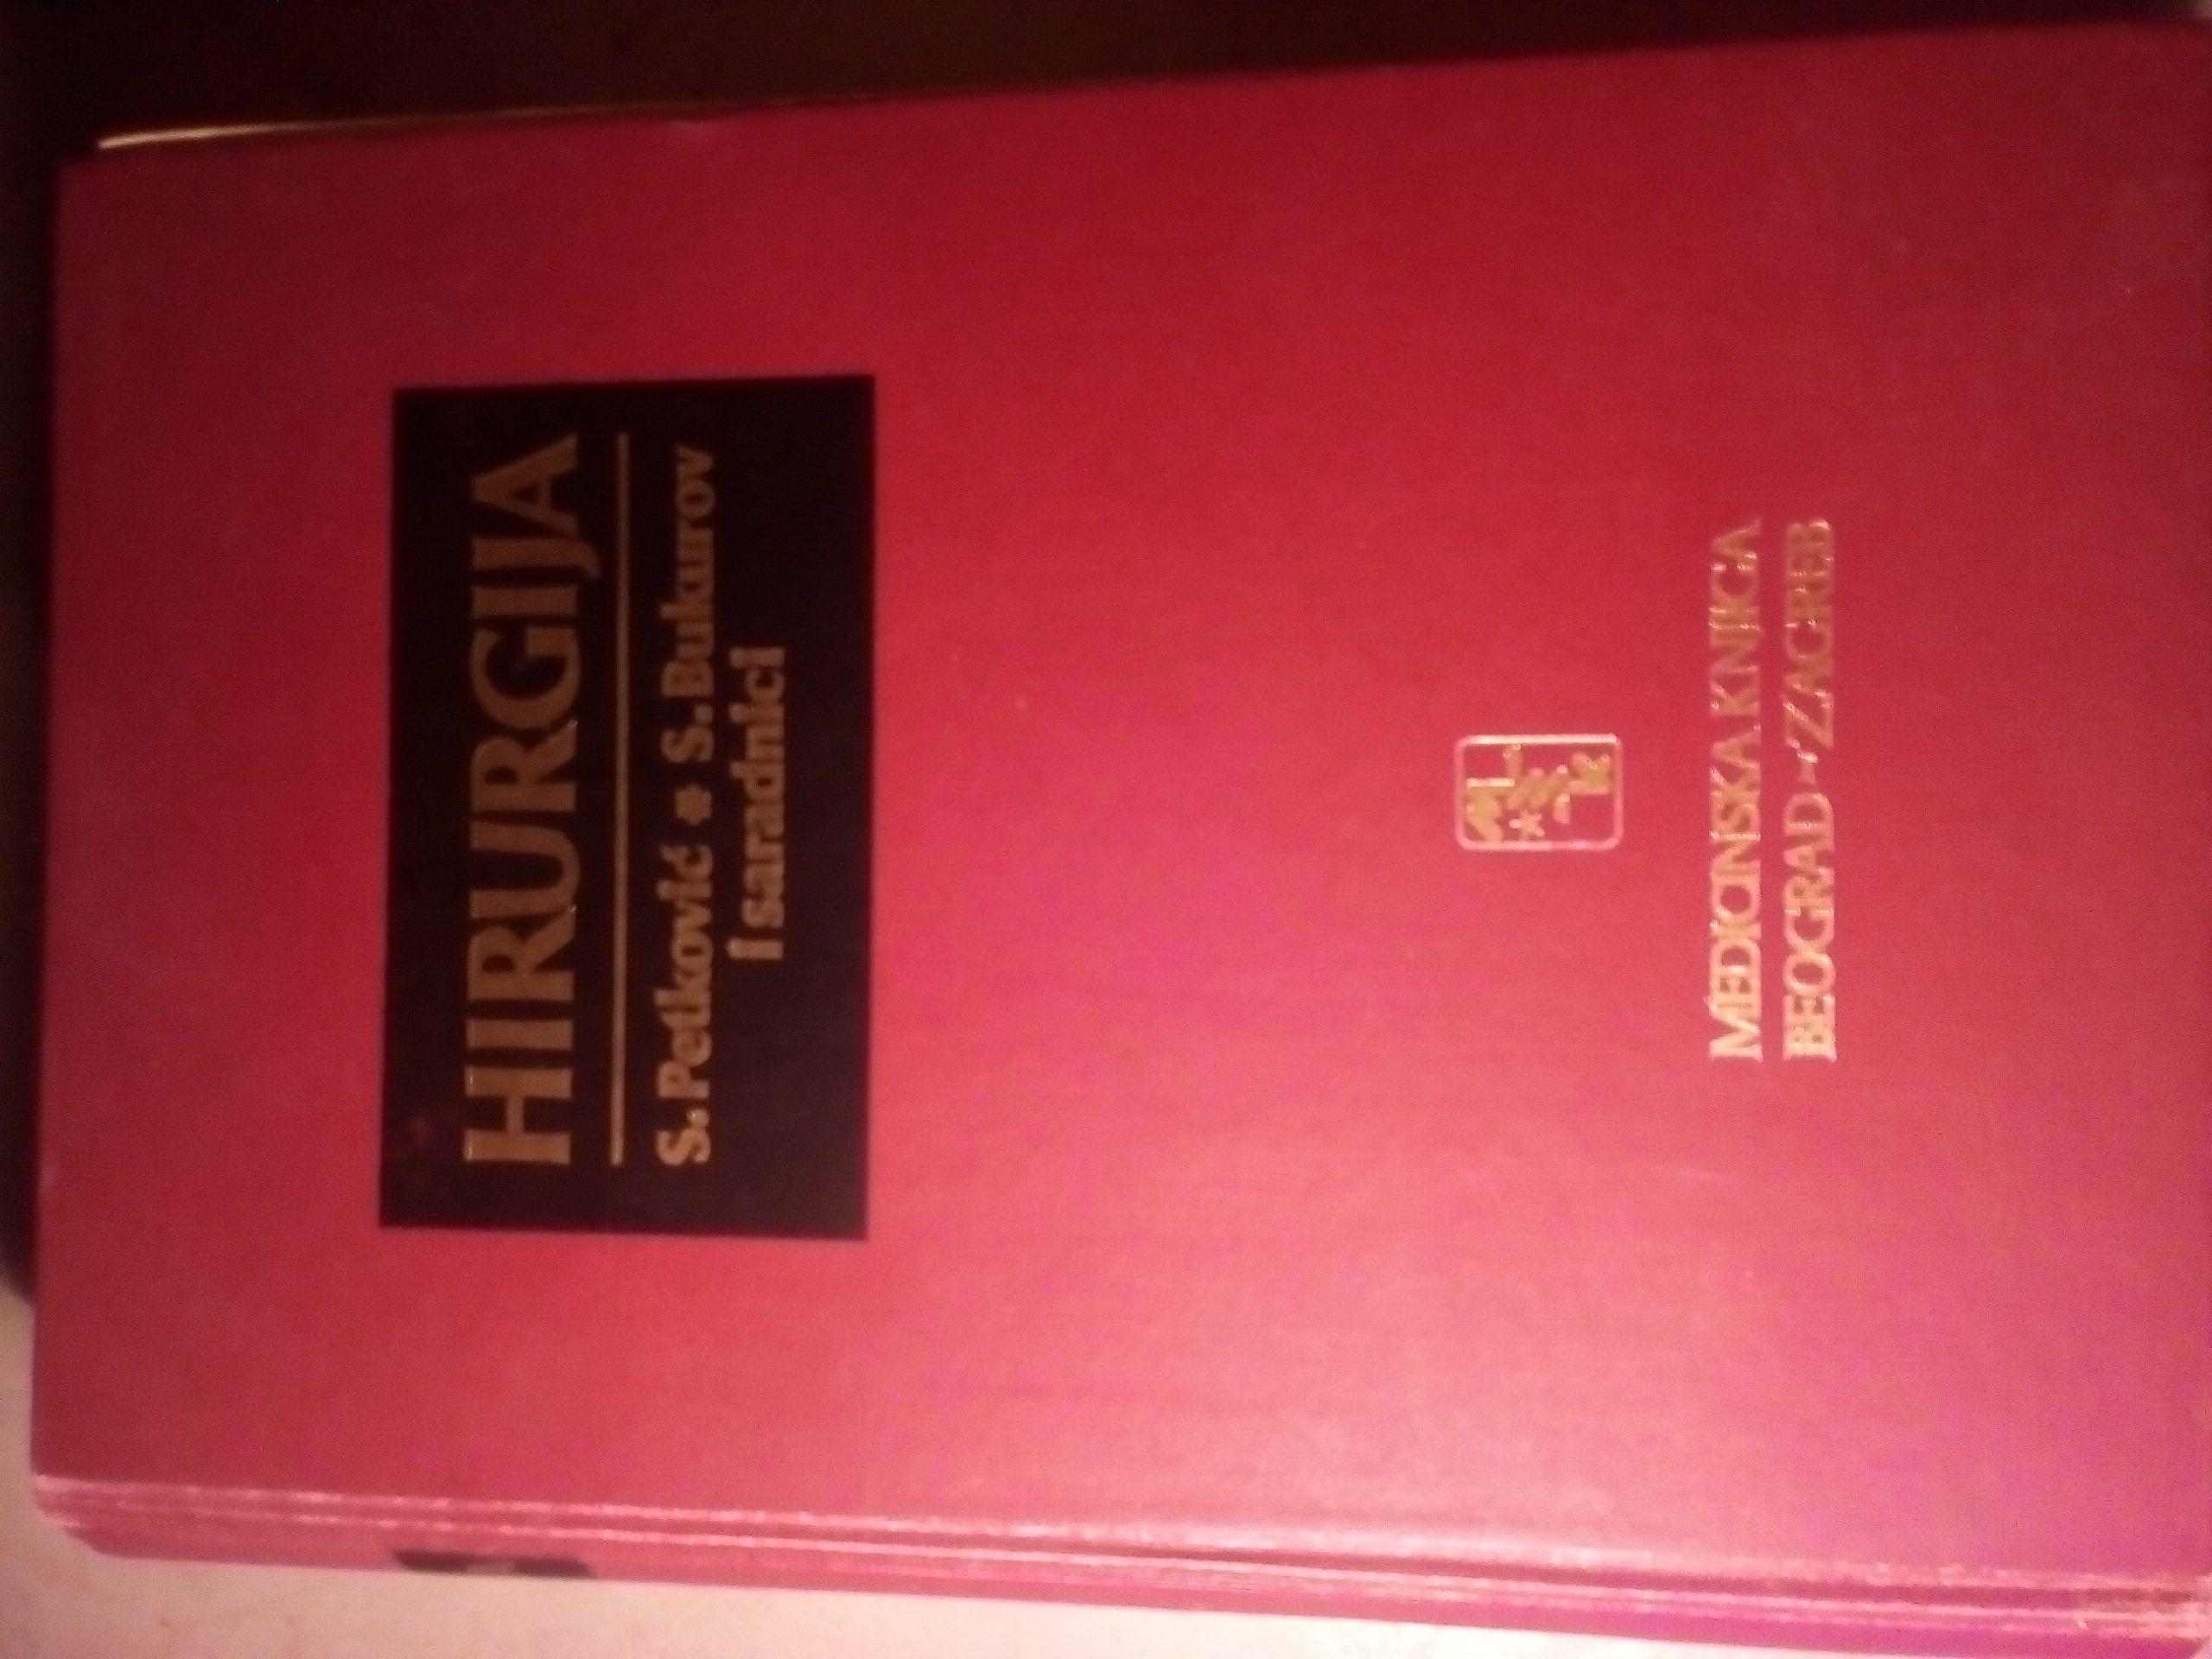 HIRURGIJA
S. Petković * S. Bukurov
i saradnici
MEDICINSKA KNJIGA
BEOGRAD - ZAGREB